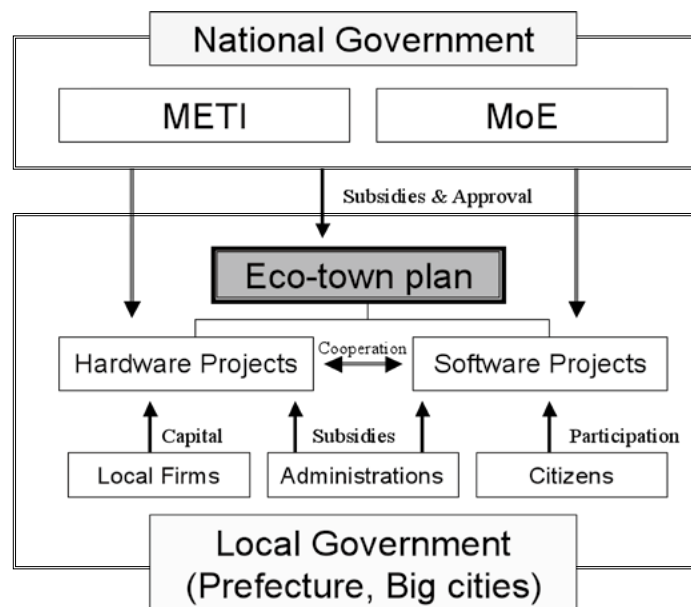 National Government
METI
MoE
Subsidies & Approval
Eco-town plan
Hardware Projects
Cooperation
Software Projects
Capital
Subsidies
Participation
Local Firms
Administrations
Citizens
Local Government
(Prefecture, Big cities)